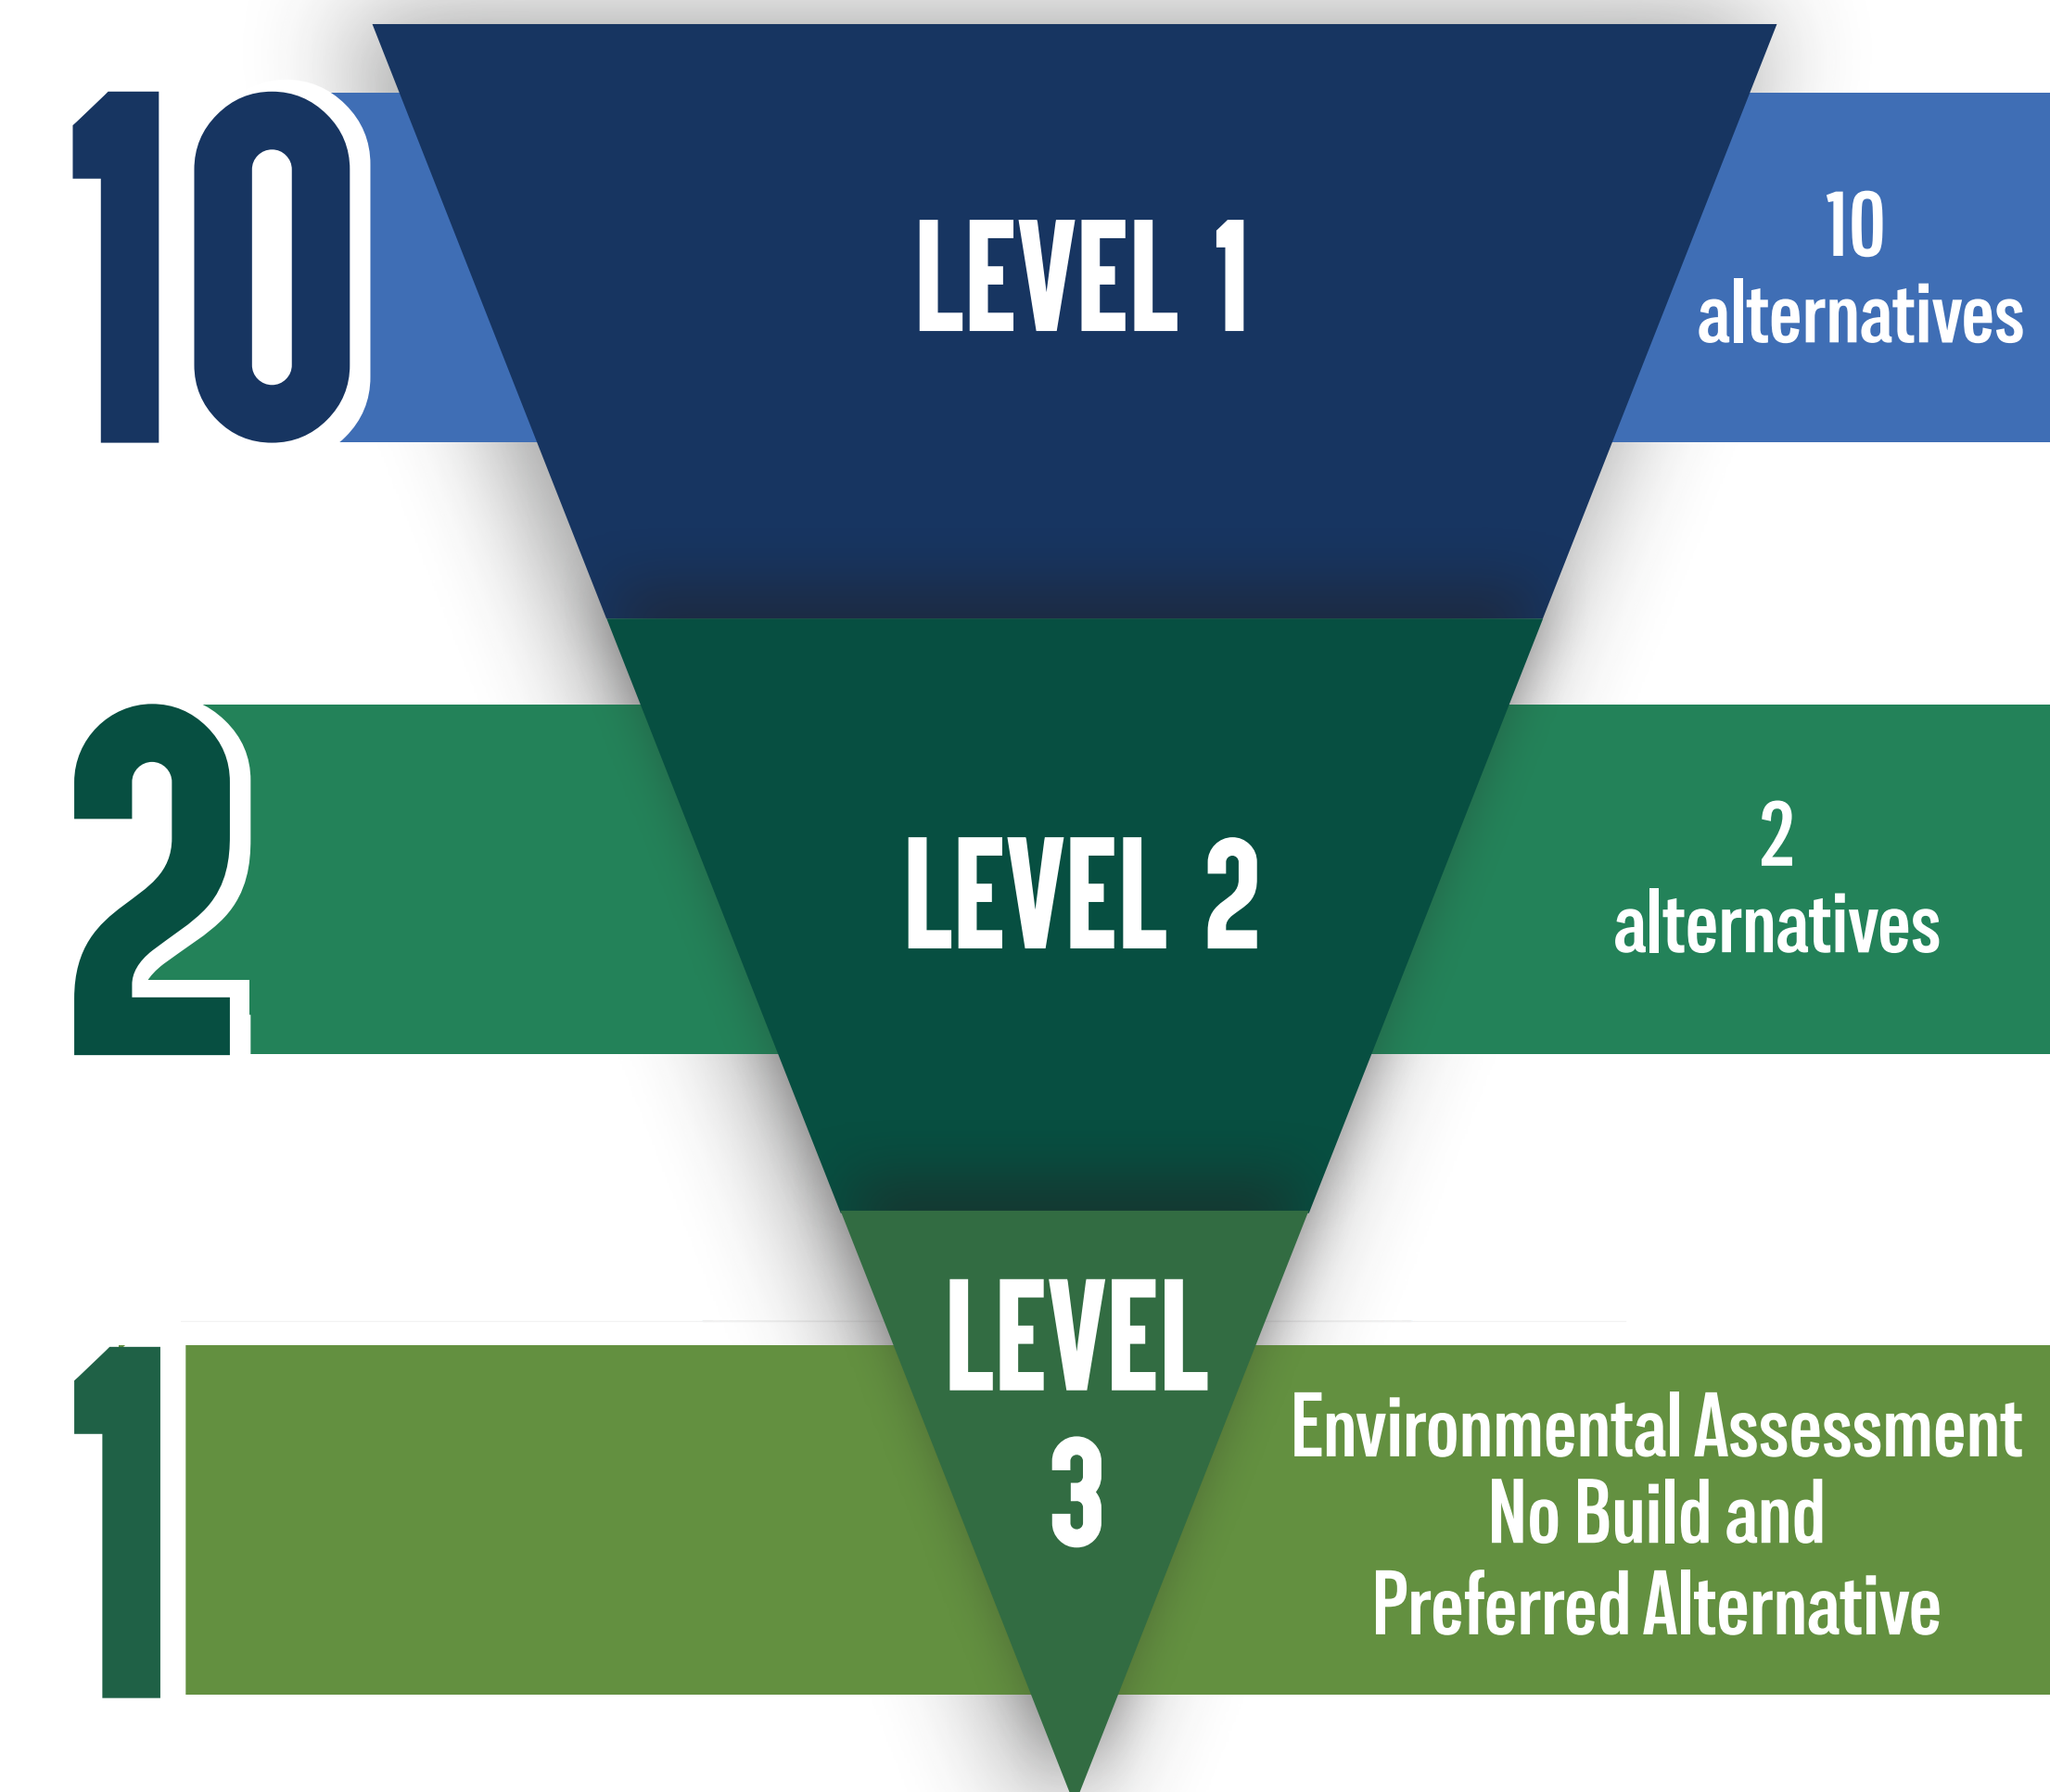 10
LEVEL 1
10
alternatives
2
LEVEL 2
2
alternatives
1
LEVEL
3
Environmental Assessment
No Build and
Preferred Alternative